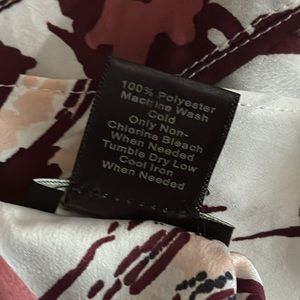 100% Polyester
Machine Wash
Cold
Only Non-
Chlorine Bleach
When Needed
Tumble Dry Low
Cool Iron
When Needed